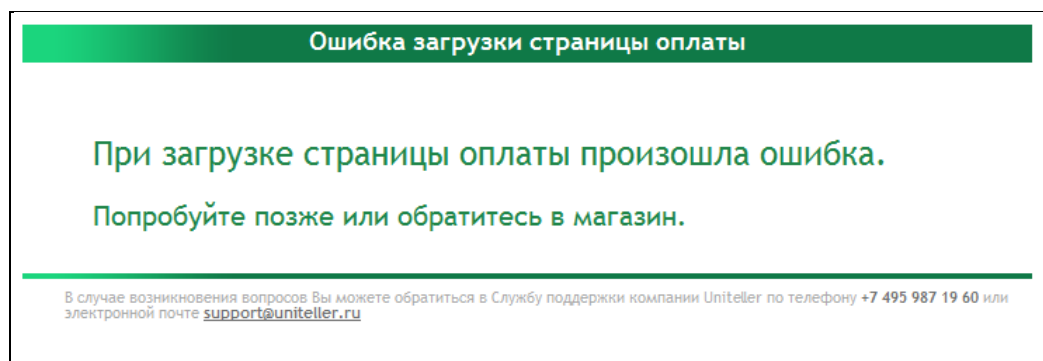 Ошибка загрузки страницы оплаты
При загрузке страницы оплаты произошла ошибка.
Попробуйте позже или обратитесь в магазин.
В случае возникновения вопросов Вы можете обратиться в Службу поддержки компании Uniteller по телефону +7 495 987 19 60 или
электронной почте support@uniteller.ru